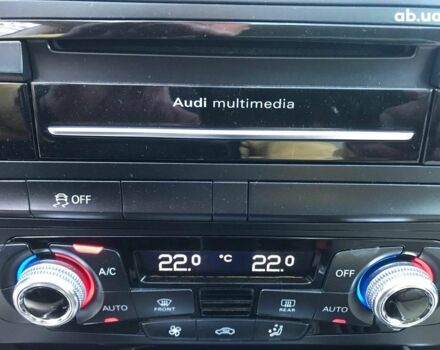 ab.ua
Audi multimedia
OFF
22.0 °C 22.0
A/C OFF
AUTO FRONT REAR AUTO